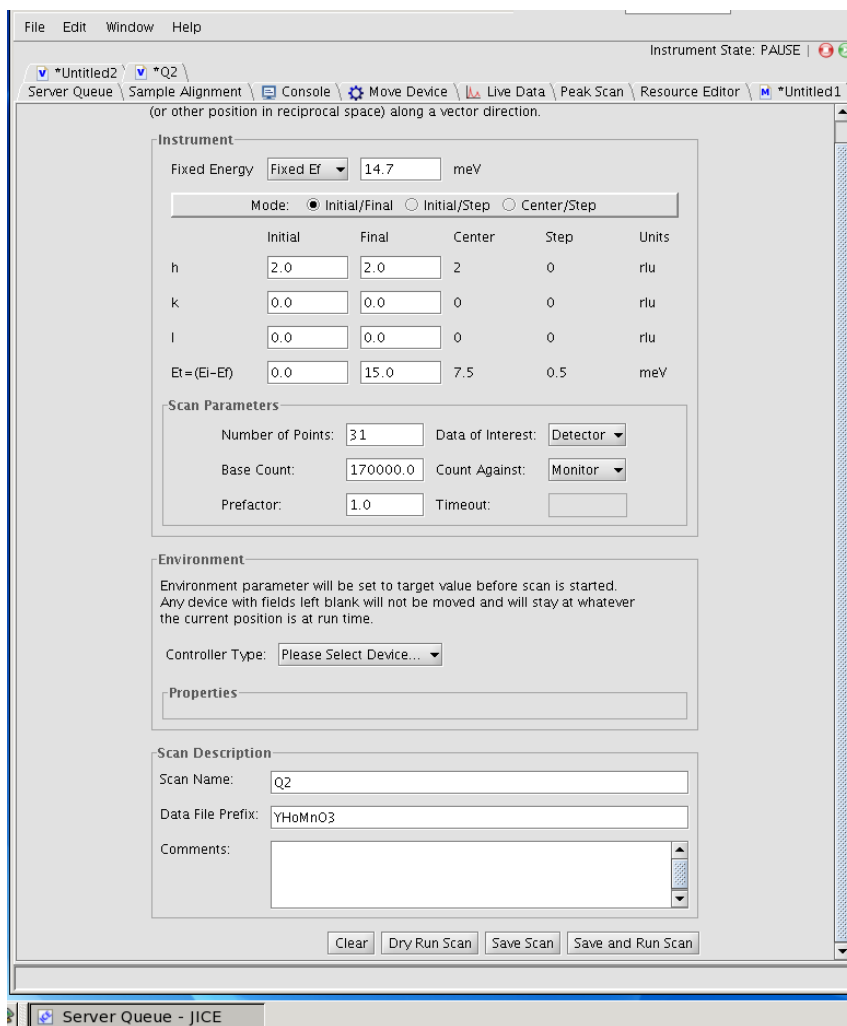 File Edit Window Help
Instrument State: PAUSE |
*Untitled2 *Q2
Server Queue Sample Alignment Console Move Device Live Data Peak Scan Resource Editor *Untitled1
(or other position in reciprocal space) along a vector direction.
Instrument
Fixed Energy Fixed Ef 14.7 meV
Mode: Initial/Final Initial/Step Center/Step
Initial Final Center Step Units
h 2.0 2.0 2 0 rlu
k 0.0 0.0 0 0 rlu
l 0.0 0.0 0 0 rlu
Et=(Ei-Ef) 0.0 15.0 7.5 0.5 meV
Scan Parameters
Number of Points: 31 Data of Interest: Detector
Base Count: 170000.0 Count Against: Monitor
Prefactor: 1.0 Timeout:
Environment
Environment parameter will be set to target value before scan is started.
Any device with fields left blank will not be moved and will stay at whatever
the current position is at run time.
Controller Type: Please Select Device...
Properties
Scan Description
Scan Name: Q2
Data File Prefix: YHoMnO3
Comments:
Clear Dry Run Scan Save Scan Save and Run Scan
Server Queue - JICE